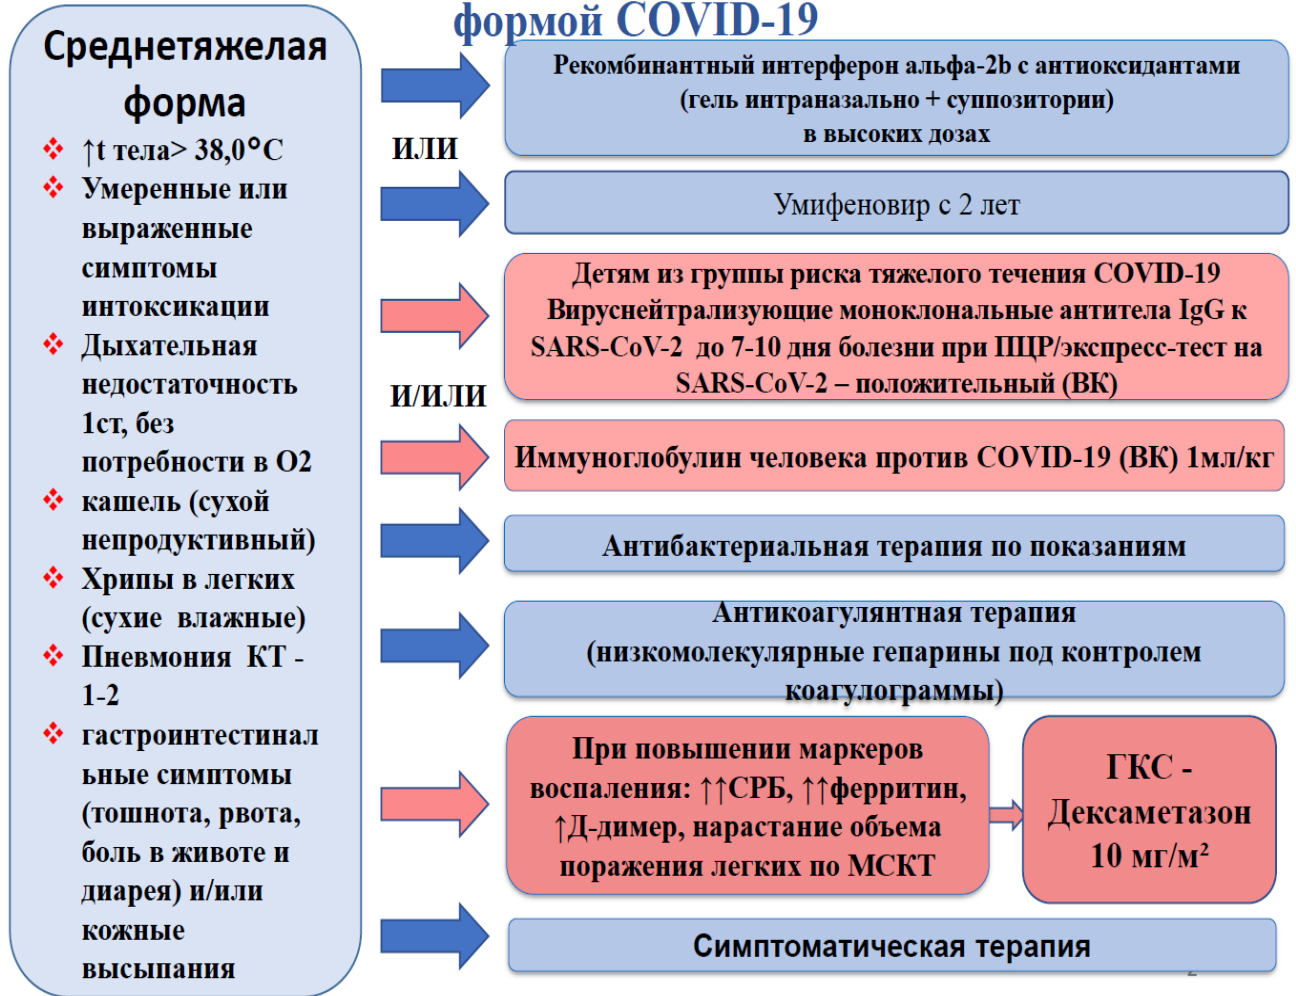 формой COVID-19
Среднетяжелая
форма
❖ ↑t тела> 38,0°С
❖ Умеренные или
выраженные
симптомы
интоксикации
❖ Дыхательная
недостаточность
1ст, без
потребности в О2
❖ кашель (сухой
непродуктивный)
❖ Хрипы в легких
(сухие влажные)
❖ Пневмония КТ -
1-2
❖ гастроинтестинал
ьные симптомы
(тошнота, рвота,
боль в животе и
диарея) и/или
кожные
высыпания
Рекомбинантный интерферон альфа-2b с антиоксидантами
(гель интраназально + суппозитории)
в высоких дозах
ИЛИ
Умифеновир с 2 лет
Детям из группы риска тяжелого течения COVID-19
Вируснейтрализующие моноклональные антитела IgG к
SARS-CoV-2 до 7-10 дня болезни при ПЦР/экспресс-тест на
SARS-CoV-2 – положительный (ВК)
И/ИЛИ
Иммуноглобулин человека против COVID-19 (ВК) 1мл/кг
Антибактериальная терапия по показаниям
Антикоагулянтная терапия
(низкомолекулярные гепарины под контролем
коагулограммы)
При повышении маркеров
воспаления: ↑↑СРБ, ↑↑ферритин,
↑Д-димер, нарастание объема
поражения легких по МСКТ
ГКС -
Дексаметазон
10 мг/м²
Симптоматическая терапия